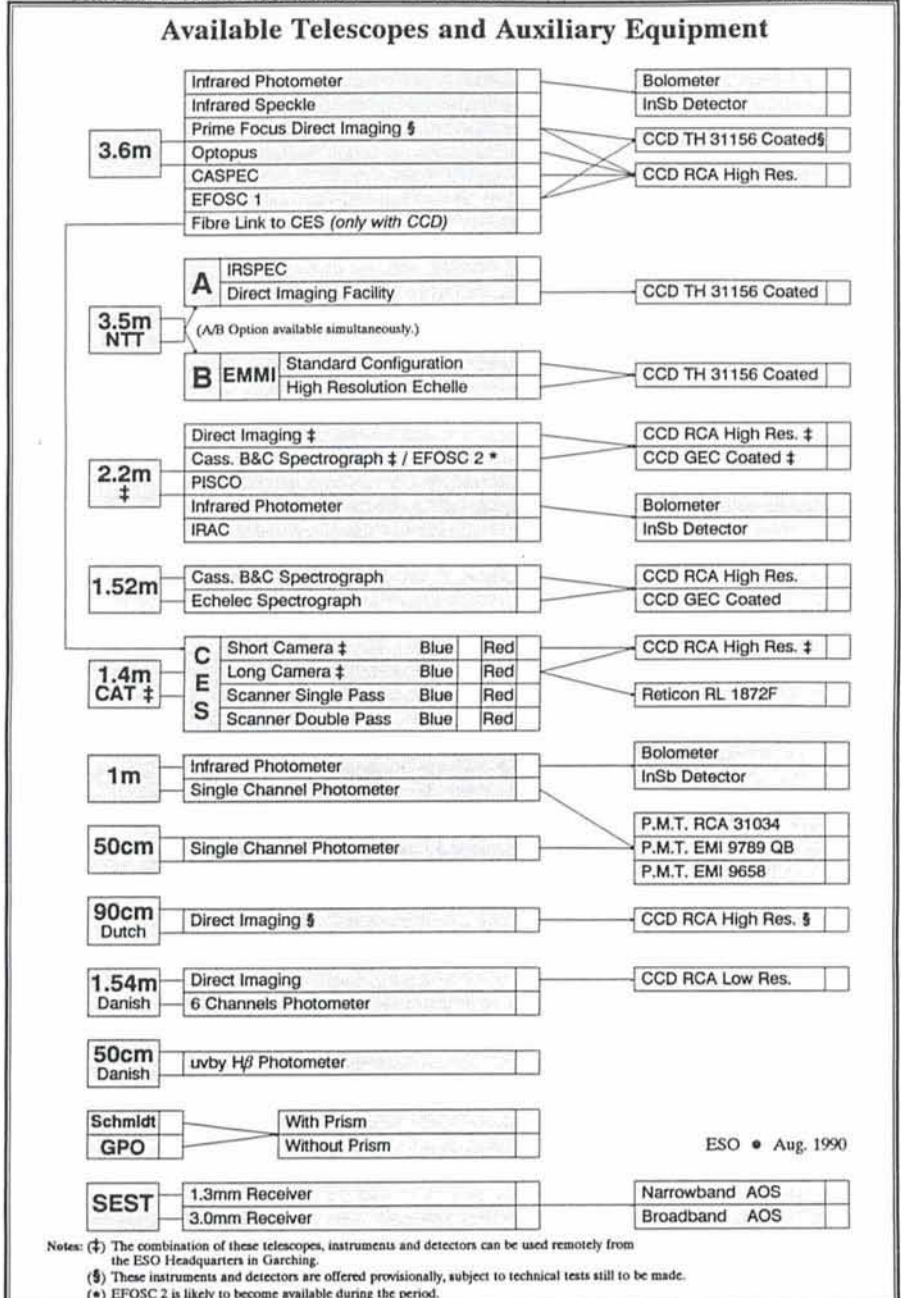 Available Telescopes and Auxiliary Equipment
3.6m
Infrared Photometer
Infrared Speckle
Prime Focus Direct Imaging §
Optopus
CASPEC
EFOSC 1
Fibre Link to CES (only with CCD)
Bolometer
InSb Detector
CCD TH 31156 Coated§
CCD RCA High Res.
3.5m
NTT
A
IRSPEC
Direct Imaging Facility
CCD TH 31156 Coated
(A/B Option available simultaneously.)
B EMMI
Standard Configuration
High Resolution Echelle
CCD TH 31156 Coated
2.2m
‡
Direct Imaging ‡
Cass. B&C Spectrograph ‡ / EFOSC 2 *
PISCO
Infrared Photometer
IRAC
CCD RCA High Res. ‡
CCD GEC Coated ‡
Bolometer
InSb Detector
1.52m
Cass. B&C Spectrograph
Echelec Spectrograph
CCD RCA High Res.
CCD GEC Coated
1.4m
CAT ‡
C
E
S
Short Camera ‡ Blue Red
Long Camera ‡ Blue Red
Scanner Single Pass Blue Red
Scanner Double Pass Blue Red
CCD RCA High Res. ‡
Reticon RL 1872F
1m
Infrared Photometer
Single Channel Photometer
Bolometer
InSb Detector
50cm
Single Channel Photometer
P.M.T. RCA 31034
P.M.T. EMI 9789 QB
P.M.T. EMI 9658
90cm
Dutch
Direct Imaging §
CCD RCA High Res. §
1.54m
Danish
Direct Imaging
6 Channels Photometer
CCD RCA Low Res.
50cm
Danish
uvby Hβ Photometer
Schmidt
GPO
With Prism
Without Prism
ESO ● Aug. 1990
SEST
1.3mm Receiver
3.0mm Receiver
Narrowband AOS
Broadband AOS
Notes: (‡) The combination of these telescopes, instruments and detectors can be used remotely from
the ESO Headquarters in Garching.
(§) These instruments and detectors are offered provisionally, subject to technical tests still to be made.
(*) EFOSC 2 is likely to become available during the period.